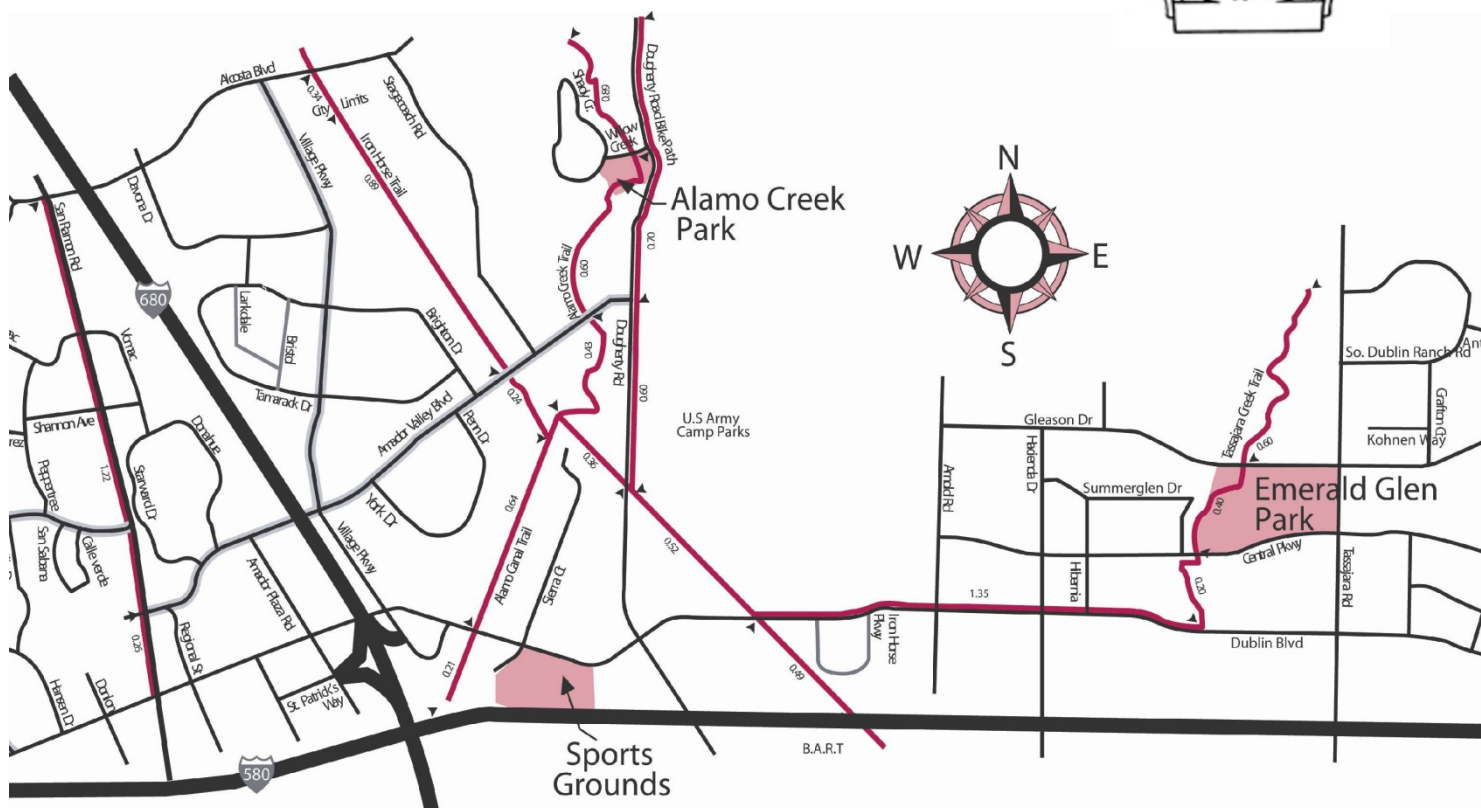 Alcosta Blvd
0.34
City Limits
Iron Horse Trail
0.89
Stagecoach Rd
Shady Cr.
0.80
Willow
Creek
Dougherty Road Bike Path
Alamo Creek
Park
0.70
Alamo Creek Trail
0.60
Village Pkwy
Davona Dr
San Ramon Rd
680
Larkdale
Bristol
Brighton Dr
Tamarack Dr
Vomac
Shannon Ave
Peppertree
1.22
Starward Dr
Donahue
San Sabana
Calle verde
Amador Valley Blvd
Penn Dr
York Dr
0.24
0.43
Dougherty Rd
0.60
0.36
0.64
Alamo Canal Trail
Sierra Ct
0.52
U.S Army
Camp Parks
N
W
E
S
Village Pkwy
Amador Plaza Rd
Regional St
0.26
Hansen Dr
Donlon
St. Patrick's
Way
0.21
580
Sports
Grounds
0.49
B.A.R.T
Iron Horse
Pkwy
1.35
Arnold Rd
Hacienda Dr
Gleason Dr
Summerglen Dr
Hibernia
Tassajara Creek Trail
0.60
0.40
Emerald Glen
Park
Central Pkwy
0.20
Dublin Blvd
Tassajara Rd
So. Dublin Ranch Rd
Ant
Grafton
Kohnen Way